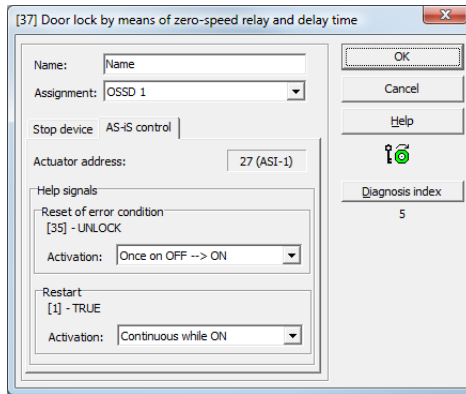 [37] Door lock by means of zero-speed relay and delay time
Name: Name
Assignment: OSSD 1
Stop device AS-iS control
Actuator address: 27 (ASI-1)
Help signals
Reset of error condition
[35] - UNLOCK
Activation: Once on OFF --> ON
Restart
[1] - TRUE
Activation: Continuous while ON
OK
Cancel
Help
Diagnosis index
5